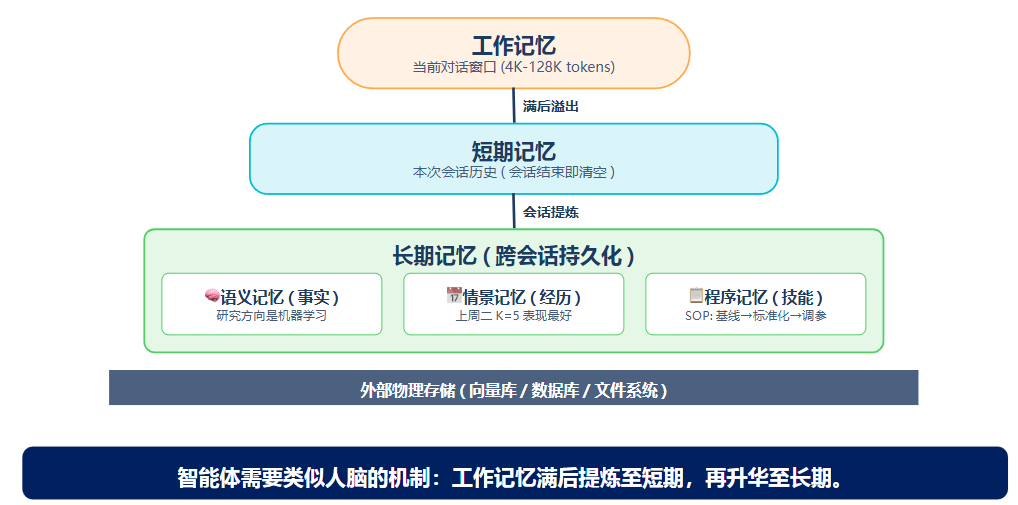 工作记忆
当前对话窗口 (4K-128K tokens)
满后溢出
短期记忆
本次会话历史 ( 会话结束即清空 )
会话提炼
长期记忆 ( 跨会话持久化 )
🧠语义记忆 ( 事实 )
研究方向是机器学习
📅情景记忆 ( 经历 )
上周二 K=5 表现最好
📋程序记忆 ( 技能 )
SOP: 基线→标准化→调参
外部物理存储 ( 向量库 / 数据库 / 文件系统 )
智能体需要类似人脑的机制：工作记忆满后提炼至短期，再升华至长期。